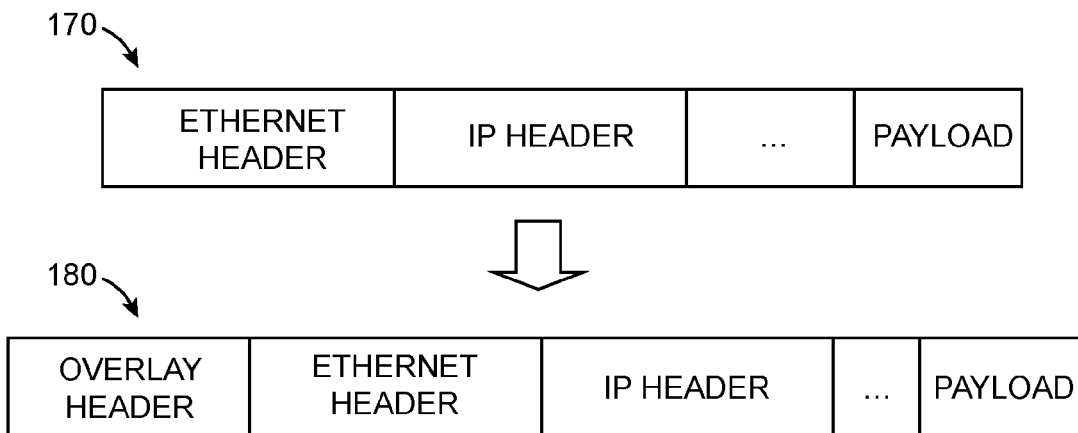 170
ETHERNET
HEADER
IP HEADER
...
PAYLOAD
180
OVERLAY
HEADER
ETHERNET
HEADER
IP HEADER
...
PAYLOAD